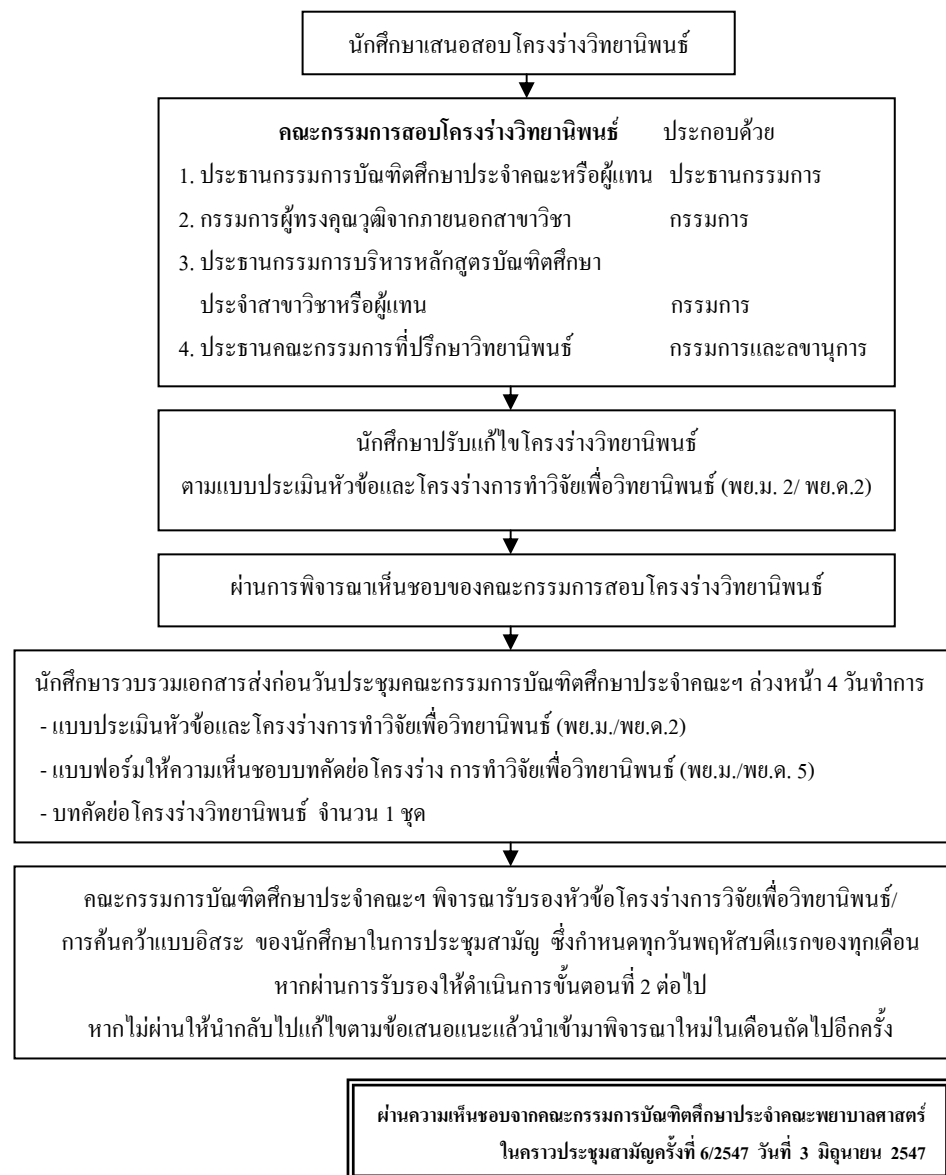 นักศึกษาเสนอสอบโครงร่างวิทยานิพนธ์
คณะกรรมการสอบโครงร่างวิทยานิพนธ์ ประกอบด้วย
1. ประธานกรรมการบัณฑิตศึกษาประจำคณะหรือผู้แทน ประธานกรรมการ
2. กรรมการผู้ทรงคุณวุฒิจากภายนอกสาขาวิชา กรรมการ
3. ประธานกรรมการบริหารหลักสูตรบัณฑิตศึกษา
ประจำสาขาวิชาหรือผู้แทน กรรมการ
4. ประธานคณะกรรมการที่ปรึกษาวิทยานิพนธ์ กรรมการและลขานุการ
นักศึกษาปรับแก้ไขโครงร่างวิทยานิพนธ์
ตามแบบประเมินหัวข้อและโครงร่างการทำวิจัยเพื่อวิทยานิพนธ์ (พย.ม. 2/ พย.ด.2)
ผ่านการพิจารณาเห็นชอบของคณะกรรมการสอบโครงร่างวิทยานิพนธ์
นักศึกษารวบรวมเอกสารส่งก่อนวันประชุมคณะกรรมการบัณฑิตศึกษาประจำคณะฯ ล่วงหน้า 4 วันทำการ
- แบบประเมินหัวข้อและโครงร่างการทำวิจัยเพื่อวิทยานิพนธ์ (พย.ม./พย.ด.2)
- แบบฟอร์มให้ความเห็นชอบบทคัดย่อโครงร่าง การทำวิจัยเพื่อวิทยานิพนธ์ (พย.ม./พย.ด. 5)
- บทคัดย่อโครงร่างวิทยานิพนธ์ จำนวน 1 ชุด
คณะกรรมการบัณฑิตศึกษาประจำคณะฯ พิจารณารับรองหัวข้อโครงร่างการวิจัยเพื่อวิทยานิพนธ์/
การค้นคว้าแบบอิสระ ของนักศึกษาในการประชุมสามัญ ซึ่งกำหนดทุกวันพฤหัสบดีแรกของทุกเดือน
หากผ่านการรับรองให้ดำเนินการขั้นตอนที่ 2 ต่อไป
หากไม่ผ่านให้นำกลับไปแก้ไขตามข้อเสนอแนะแล้วนำเข้ามาพิจารณาใหม่ในเดือนถัดไปอีกครั้ง
ผ่านความเห็นชอบจากคณะกรรมการบัณฑิตศึกษาประจำคณะพยาบาลศาสตร์
ในคราวประชุมสามัญครั้งที่ 6/2547 วันที่ 3 มิถุนายน 2547